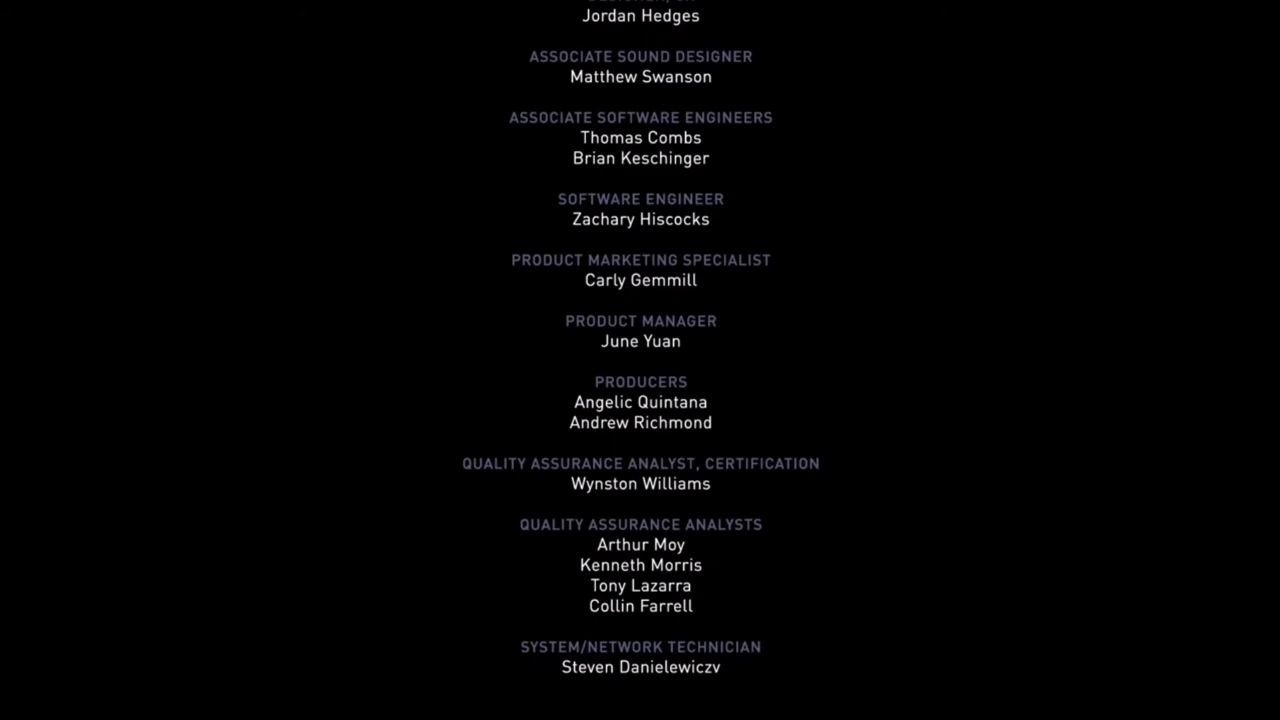 Jordan Hedges
ASSOCIATE SOUND DESIGNER
Matthew Swanson
ASSOCIATE SOFTWARE ENGINEERS
Thomas Combs
Brian Keschinger
SOFTWARE ENGINEER
Zachary Hiscocks
PRODUCT MARKETING SPECIALIST
Carly Gemmill
PRODUCT MANAGER
June Yuan
PRODUCERS
Angelic Quintana
Andrew Richmond
QUALITY ASSURANCE ANALYST, CERTIFICATION
Wynston Williams
QUALITY ASSURANCE ANALYSTS
Arthur Moy
Kenneth Morris
Tony Lazarra
Collin Farrell
SYSTEM/NETWORK TECHNICIAN
Steven Danielewiczv